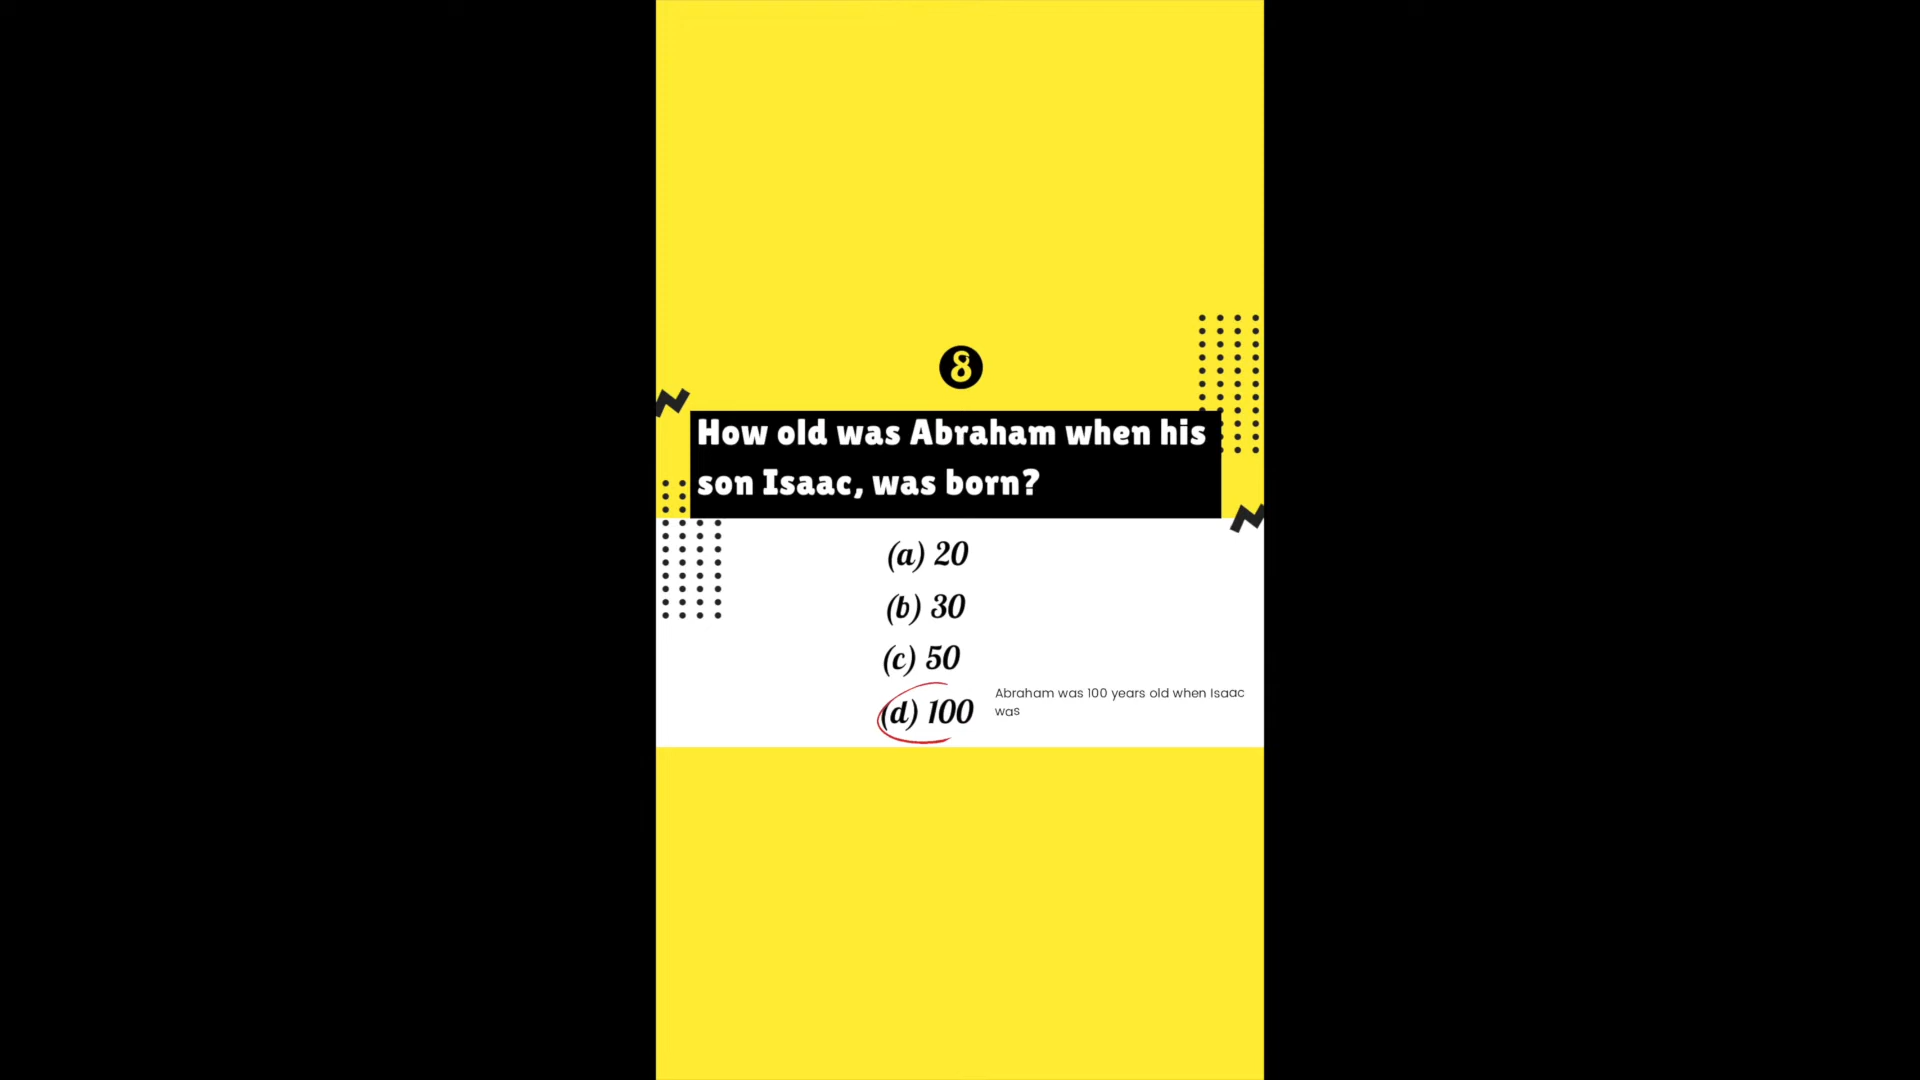 8
How old was Abraham when his
son Isaac, was born?
(a) 20
(b) 30
(c) 50
(d) 100
Abraham was 100 years old when Isaac
was